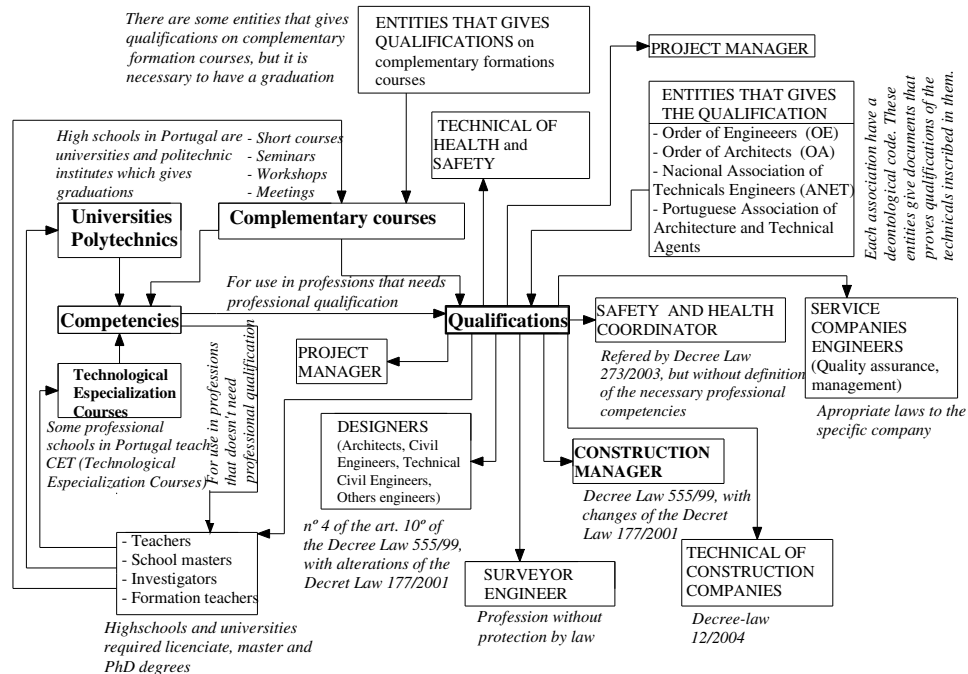 There are some entities that gives
qualifications on complementary
formation courses, but it is
necessary to have a graduation
ENTITIES THAT GIVES
QUALIFICATIONS on
complementary formations
courses
PROJECT MANAGER
ENTITIES THAT GIVES
THE QUALIFICATION
- Order of Engineeers (OE)
- Order of Architects (OA)
- Nacional Association of
Technicals Engineers (ANET)
- Portuguese Association of
Architecture and Technical
Agents
Each association have a
deontological code. These
entities give documents that
proves qualifications of the
technicals inscribed in them.
TECHNICAL OF
HEALTH and
SAFETY
High schools in Portugal are
universities and politechnic
institutes which gives
graduations
- Short courses
- Seminars
- Workshops
- Meetings
Universities
Polytechnics
Complementary courses
For use in professions that needs
professional qualification
Competencies
Qualifications
SAFETY AND HEALTH
COORDINATOR
Refered by Decree Law
273/2003, but without definition
of the necessary professional
competencies
SERVICE
COMPANIES
ENGINEERS
(Quality assurance,
management)
Apropriate laws to the
specific company
PROJECT
MANAGER
Technological
Especialization
Courses
Some professional
schools in Portugal teach
CET (Technological
Especialization Courses)
For use in professions
that doesn't need
professional qualification
DESIGNERS
(Architects, Civil
Engineers, Technical
Civil Engineers,
Others engineers)
nº 4 of the art. 10º of
the Decree Law 555/99,
with alterations of the
Decret Law 177/2001
CONSTRUCTION
MANAGER
Decree Law 555/99, with
changes of the Decret
Law 177/2001
- Teachers
- School masters
- Investigators
- Formation teachers
Highschools and universities
required licenciate, master and
PhD degrees
SURVEYOR
ENGINEER
Profession without
protection by law
TECHNICAL OF
CONSTRUCTION
COMPANIES
Decree-law
12/2004